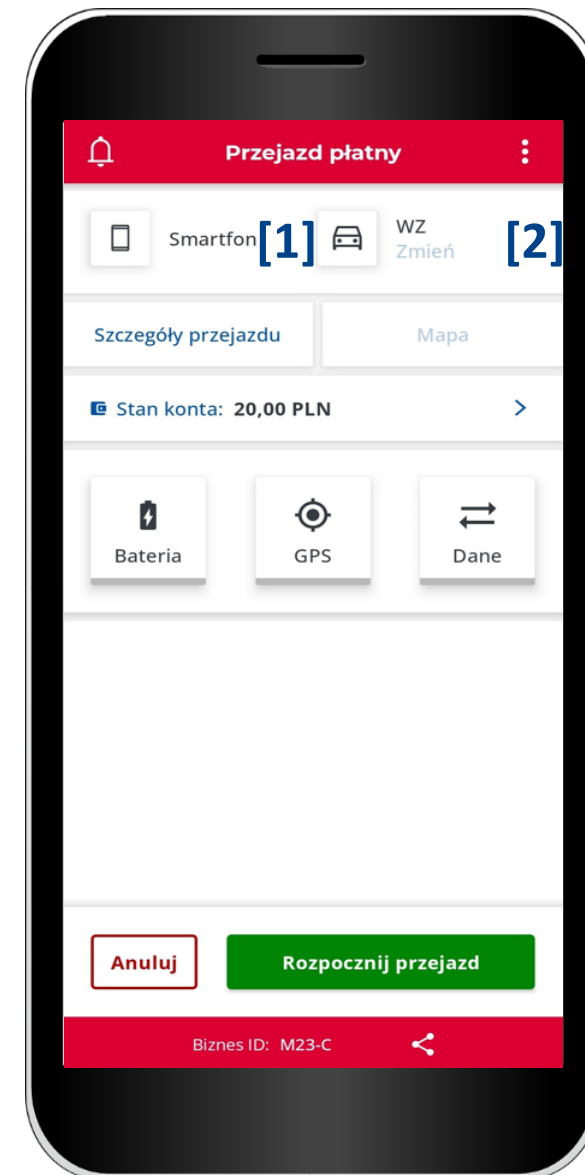 Przejazd płatny
Smartfon [1] WZ [2]
Zmień
Szczegóły przejazdu Mapa
Stan konta: 20,00 PLN
Bateria GPS Dane
Anuluj Rozpocznij przejazd
Biznes ID: M23-C